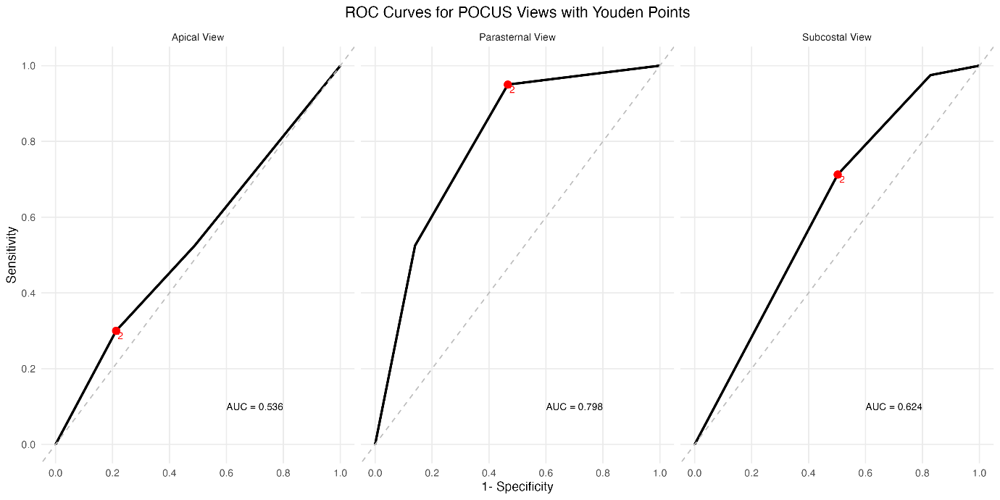 ROC Curves for POCUS Views with Youden Points
Apical View
Parasternal View
Subcostal View
Sensitivity
1.0
0.8
0.6
0.4
0.2
0.0
2
AUC = 0.536
2
AUC = 0.798
2
AUC = 0.624
0.0 0.2 0.4 0.6 0.8 1.0
0.0 0.2 0.4 0.6 0.8 1.0
0.0 0.2 0.4 0.6 0.8 1.0
1- Specificity